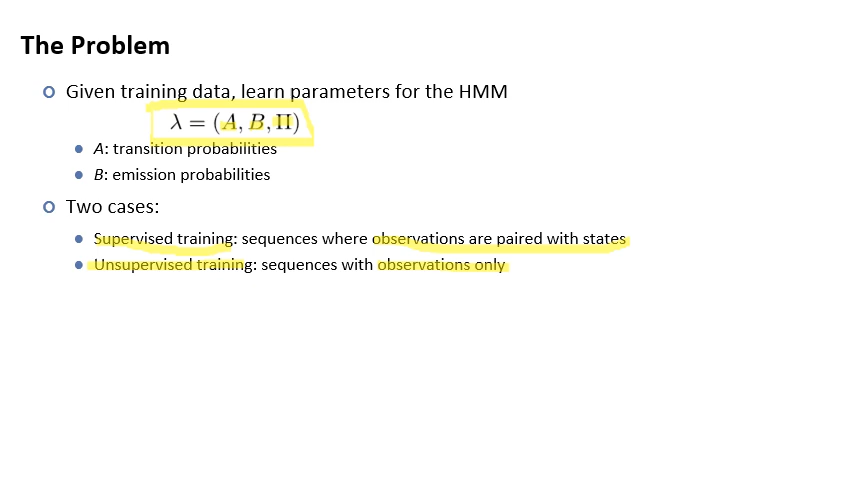 The Problem
Given training data, learn parameters for the HMM
λ = (A, B, Π)
A: transition probabilities
B: emission probabilities
Two cases:
Supervised training: sequences where observations are paired with states
Unsupervised training: sequences with observations only